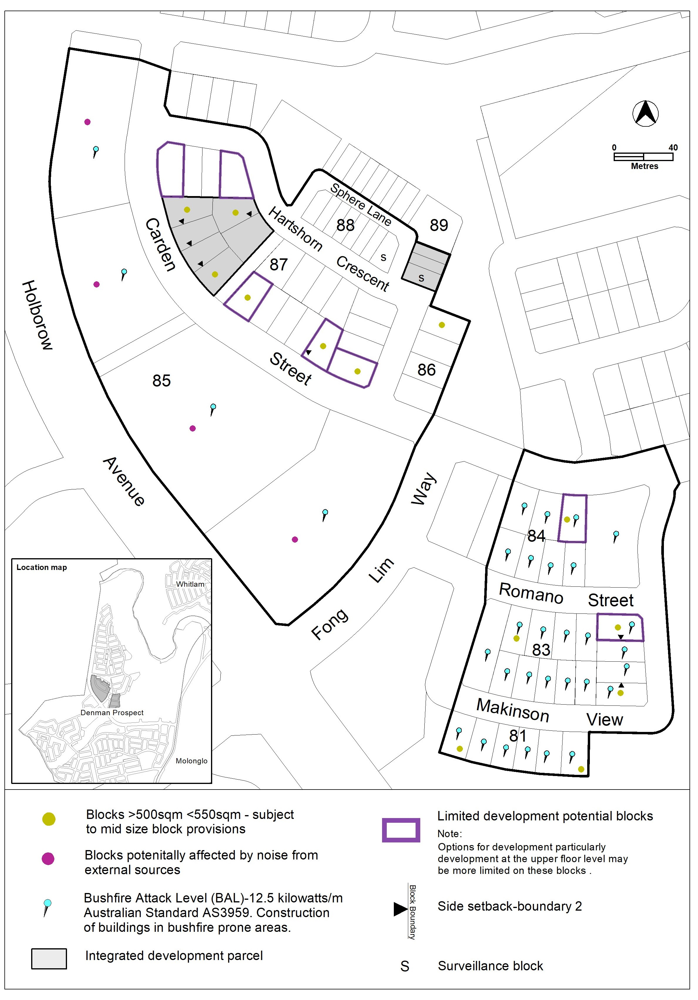 0 40
Metres
Sphere Lane
88
89
Hartshorn
Crescent
s
s
Carden
Street
87
Holborow
Avenue
85
86
Way
Lim
Fong
84
Romano Street
83
Makinson View
81
Location map
Whitlam
Denman Prospect
Molonglo
Blocks >500sqm <550sqm - subject
to mid size block provisions
Blocks potenitally affected by noise from
external sources
Bushfire Attack Level (BAL)-12.5 kilowatts/m
Australian Standard AS3959. Construction
of buildings in bushfire prone areas.
Integrated development parcel
Limited development potential blocks
Note:
Options for development particularly
development at the upper floor level may
be more limited on these blocks .
Block Boundary
Side setback-boundary 2
S
Surveillance block